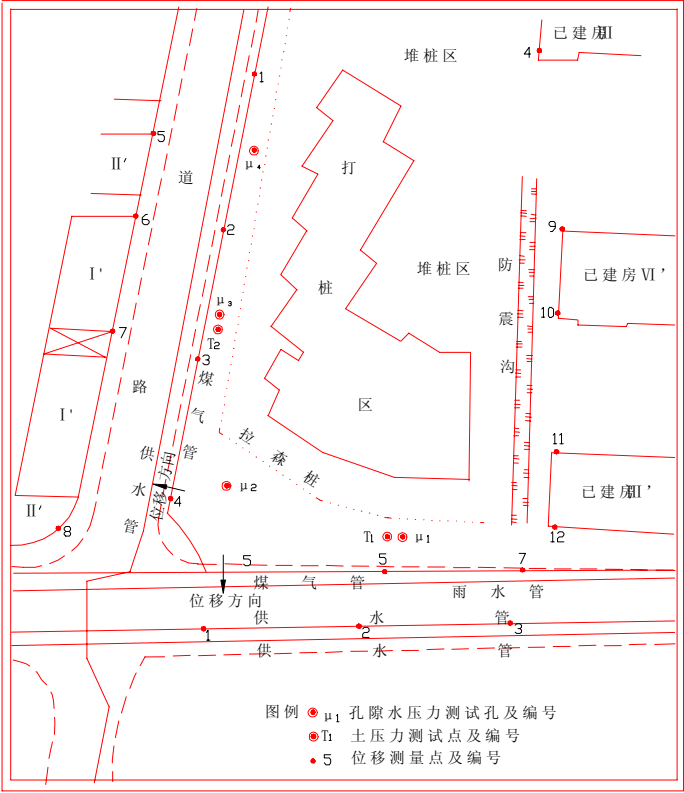 已建房Ⅲ
4
堆桩区
1
5
Ⅱ'
道
μ4
打
6
2
9
堆桩区
防
Ⅰ'
已建房Ⅵ'
桩
μ3
10
震
7
T2
3
沟
煤
路
区
Ⅰ'
气
拉
11
供
管
森
位移方向
水
μ2
桩
已建房Ⅲ'
4
Ⅱ'
管
8
12
T1
μ1
5
5
7
煤 气 管
雨 水 管
位移方向
供 水 管
1
2
3
供 水 管
图例
μ1 孔隙水压力测试孔及编号
T1 土压力测试点及编号
5 位移测量点及编号